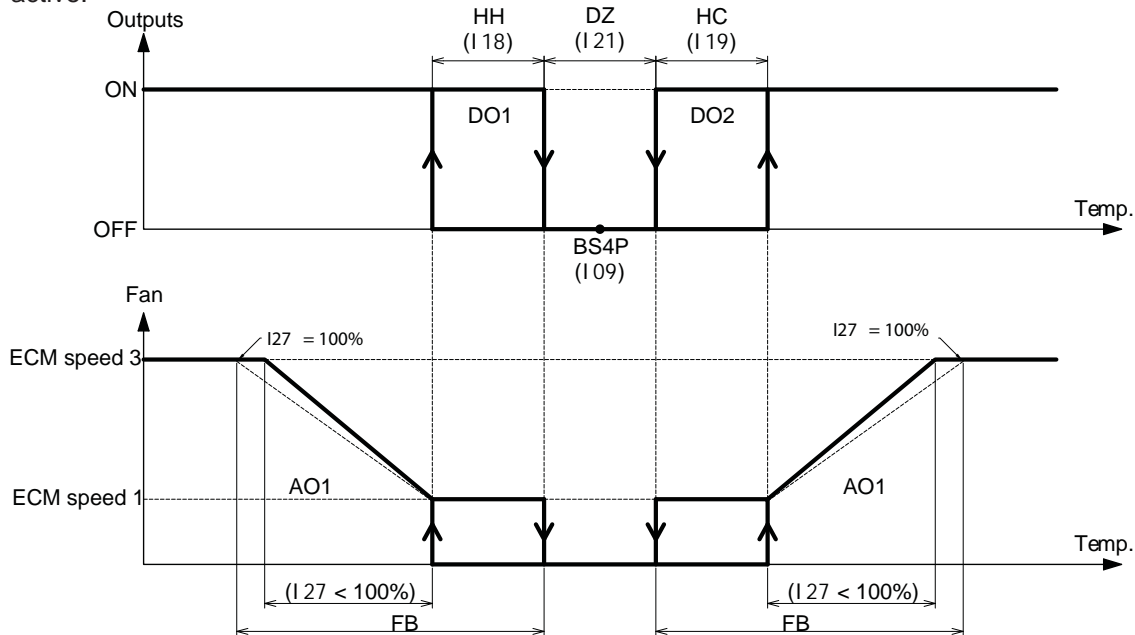 active.
Outputs
HH
(I 18)
DZ
(I 21)
HC
(I 19)
ON
DO1
DO2
Temp.
OFF
BS4P
(I 09)
Fan
I27 = 100%
I27 = 100%
ECM speed 3
ECM speed 1
AO1
AO1
Temp.
(I 27 < 100%)
(I 27 < 100%)
FB
FB